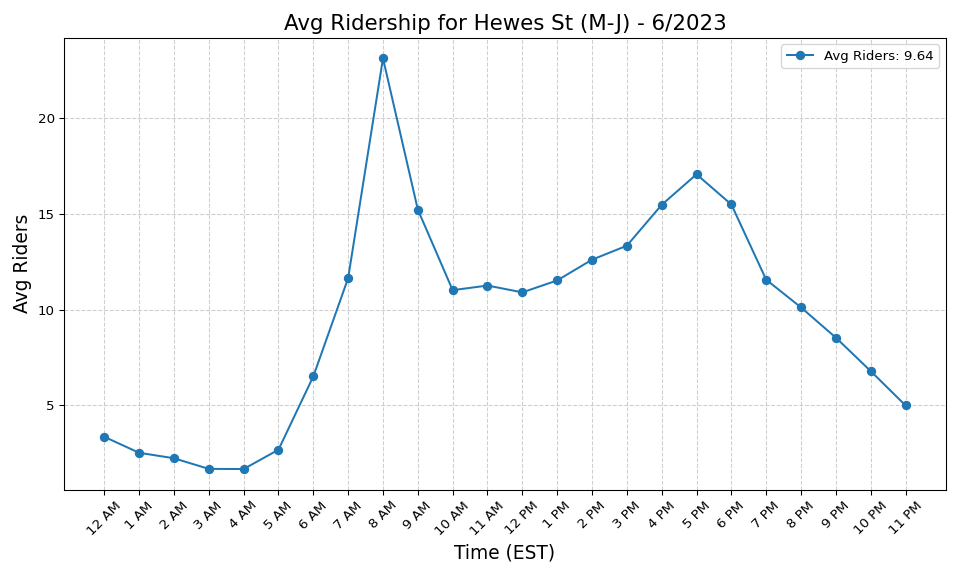 Avg Ridership for Hewes St (M-J) - 6/2023
Avg Riders: 9.64
Avg Riders
20
15
10
5
12 AM
1 AM
2 AM
3 AM
4 AM
5 AM
6 AM
7 AM
8 AM
9 AM
10 AM
11 AM
12 PM
1 PM
2 PM
3 PM
4 PM
5 PM
6 PM
7 PM
8 PM
9 PM
10 PM
11 PM
Time (EST)